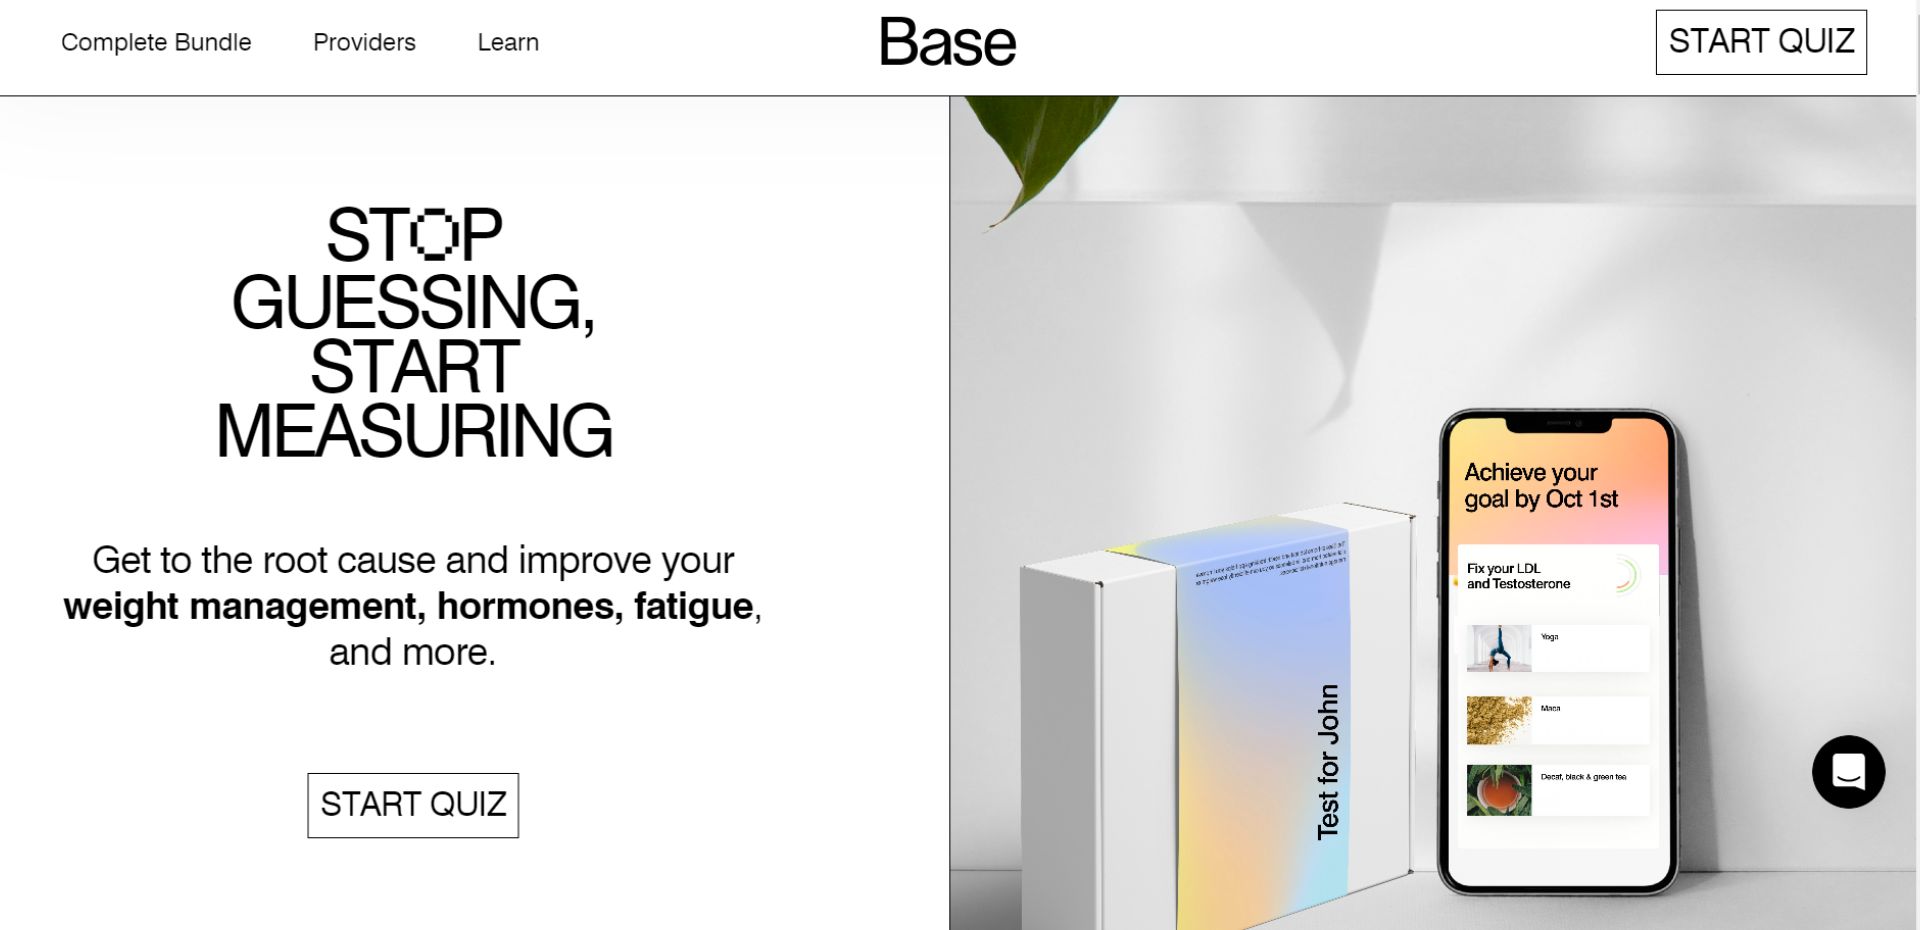 Complete Bundle
Providers
Learn
Base
START QUIZ
STOP
GUESSING,
START
MEASURING
Get to the root cause and improve your
weight management, hormones, fatigue,
and more.
START QUIZ
Test for John
Achieve your
goal by Oct 1st
Fix your LDL
and Testosterone
Yoga
Maca
Decaf, black & green tea